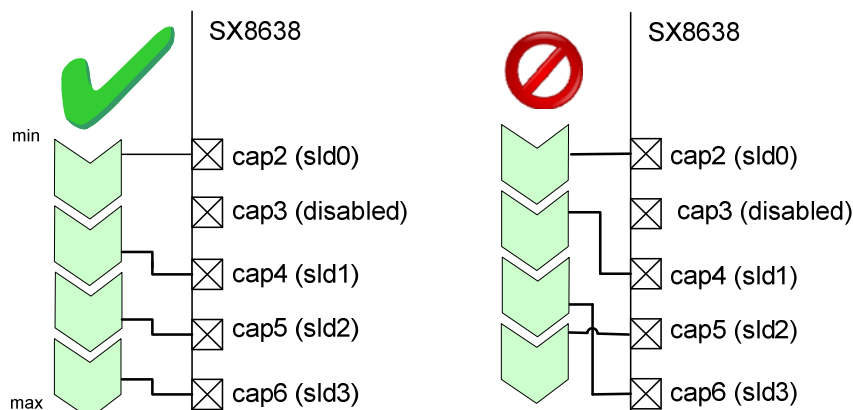 SX8638
min
cap2 (sld0)
cap3 (disabled)
cap4 (sld1)
cap5 (sld2)
cap6 (sld3)
max
SX8638
cap2 (sld0)
cap3 (disabled)
cap4 (sld1)
cap5 (sld2)
cap6 (sld3)